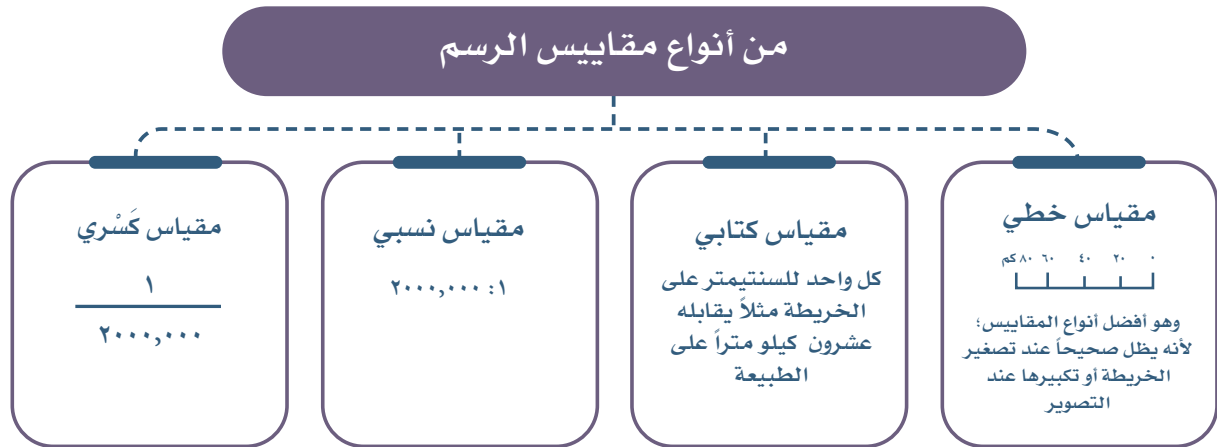 من أنواع مقاييس الرسم
مقياس خطي
٠ ٢٠ ٤٠ ٦٠ ٨٠ كم
وهو أفضل أنواع المقاييس؛
لأنه يظل صحيحاً عند تصغير
الخريطة أو تكبيرها عند
التصوير
مقياس كتابي
كل واحد للسنتيمتر على
الخريطة مثلاً يقابله
عشرون كيلو متراً على
الطبيعة
مقياس نسبي
١: ٢٠٠٠,٠٠٠
مقياس كَسْري
١
٢٠٠٠,٠٠٠